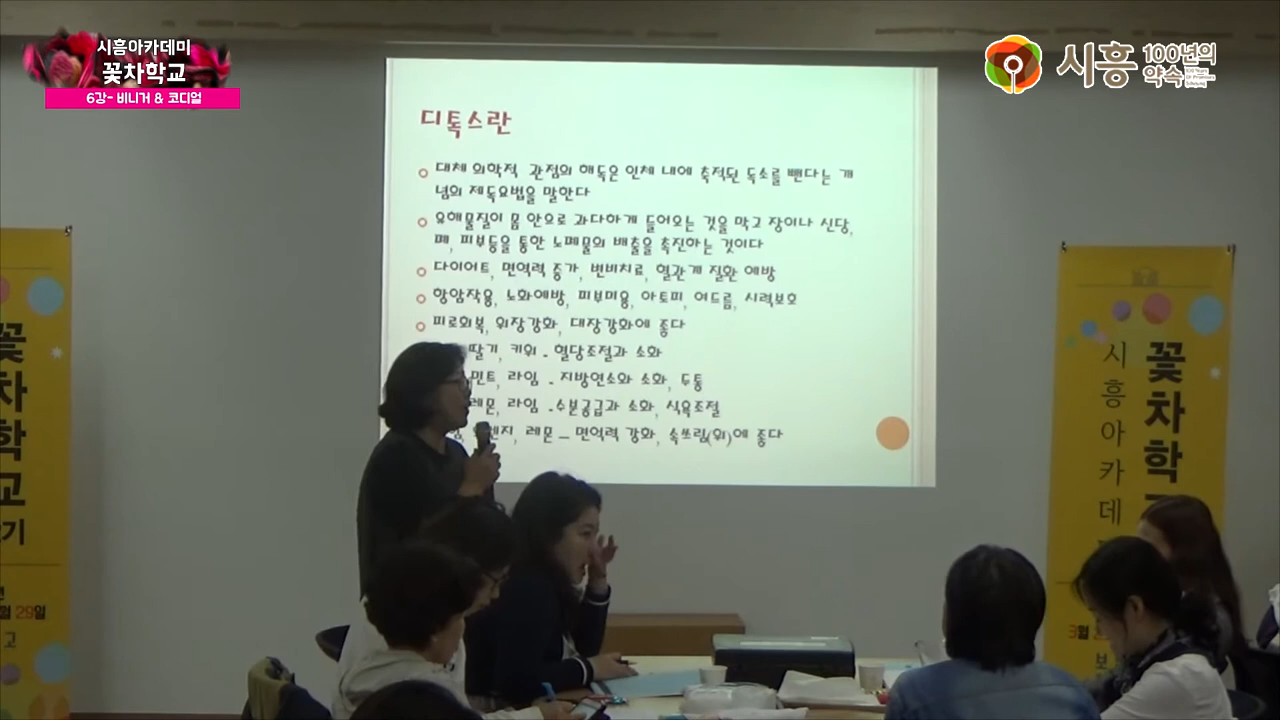 시흥아카데미
꽃차학교
6강- 비니거 & 코디얼
시흥 100년의
약속
디톡스란
대체 의학적 관점의 해독은 인체 내에 축적된 독소를 뺀다는 개
념의 제독요법을 말한다
유해물질이 몸 안으로 과다하게 들어오는 것을 막고 장이나 신당,
폐, 피부등을 통한 노폐물의 배출을 촉진하는 것이다
다이어트, 면역력 증가, 변비치료, 혈관계 질환 예방
항암작용, 노화예방, 피부미용, 아토피, 여드름, 시력보호
피로회복, 위장강화, 대장강화에 좋다
딸기, 키위 - 혈당조절과 소화
민트, 라임 - 지방연소와 소화, 두통
레몬, 라임 -수분공급과 소화, 식욕조절
렌지, 레몬 – 면역력 강화, 속쓰림(위)에 좋다
꽃차학교
기
월 29일
고
꽃차학
시흥아카데
3월
보